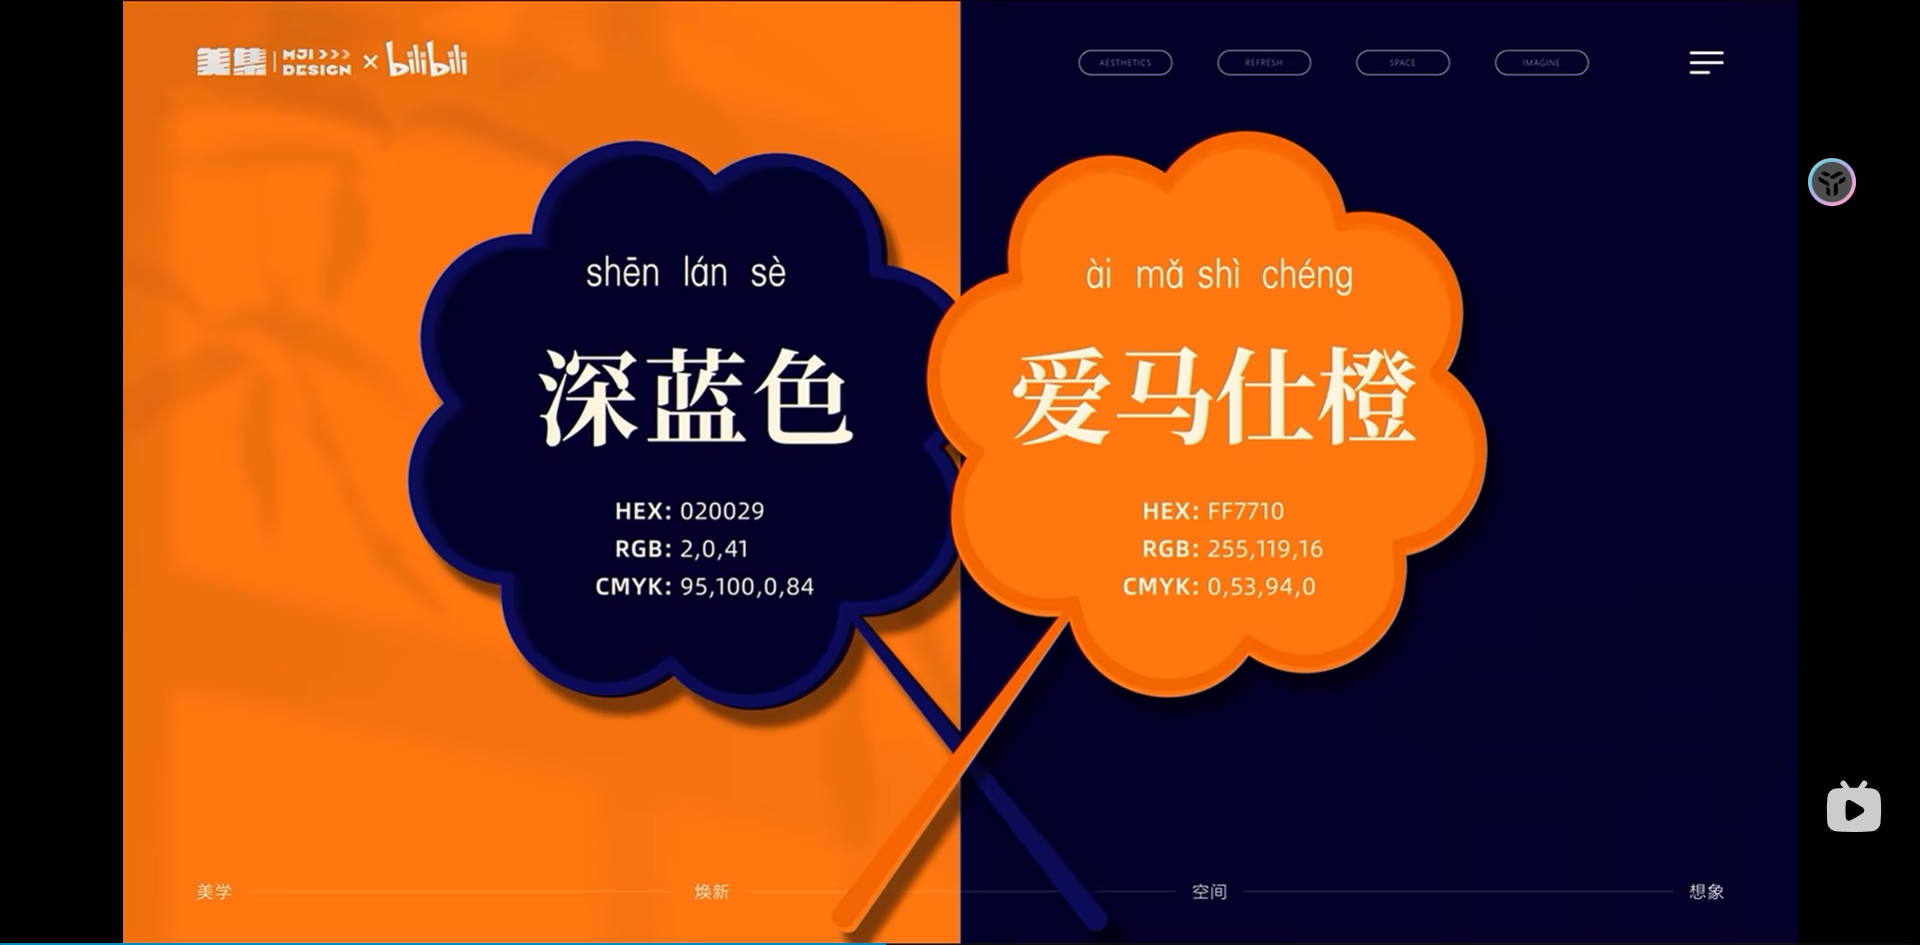 美集 MJI >>> DESIGN × bilibili
AESTHETICS REFRESH SPACE IMAGINE
shēn lán sè
深蓝色
HEX: 020029
RGB: 2,0,41
CMYK: 95,100,0,84
ài mǎ shì chéng
爱马仕橙
HEX: FF7710
RGB: 255,119,16
CMYK: 0,53,94,0
美学 焕新 空间 想象